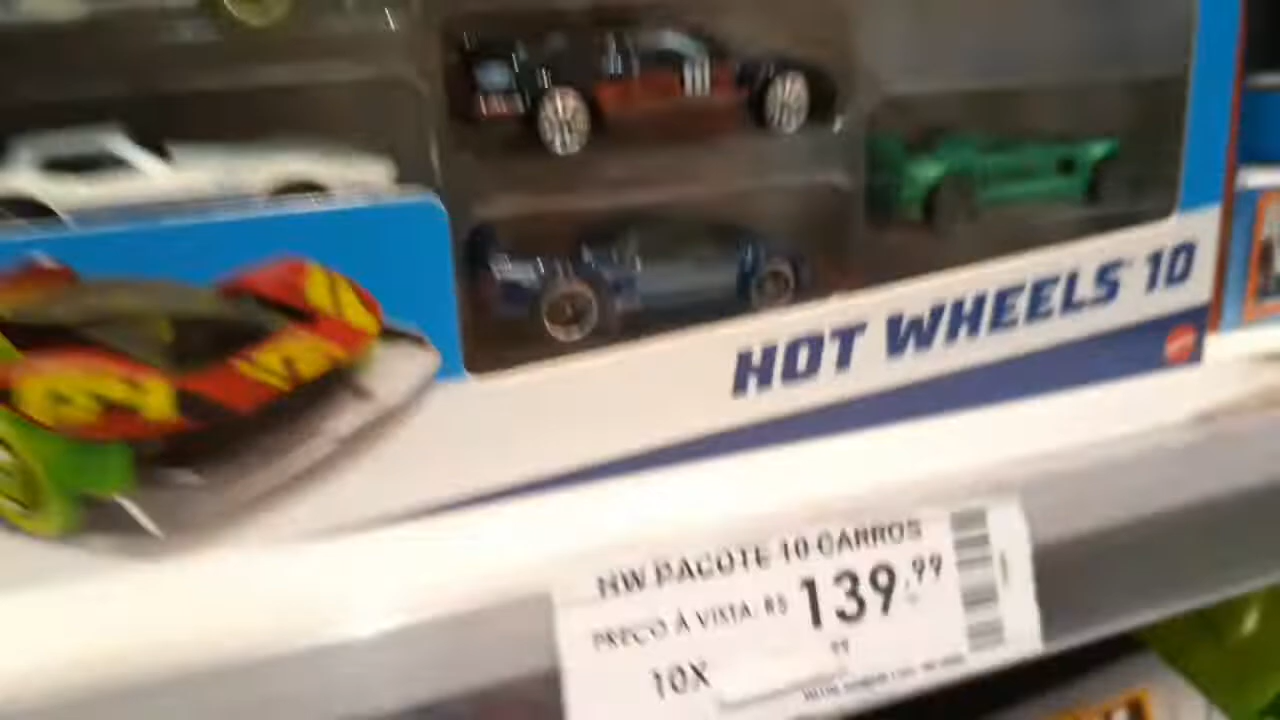 HOT WHEELS 10
HW PACOTE 10 CARROS
PREÇO À VISTA: R$ 139,99
10X